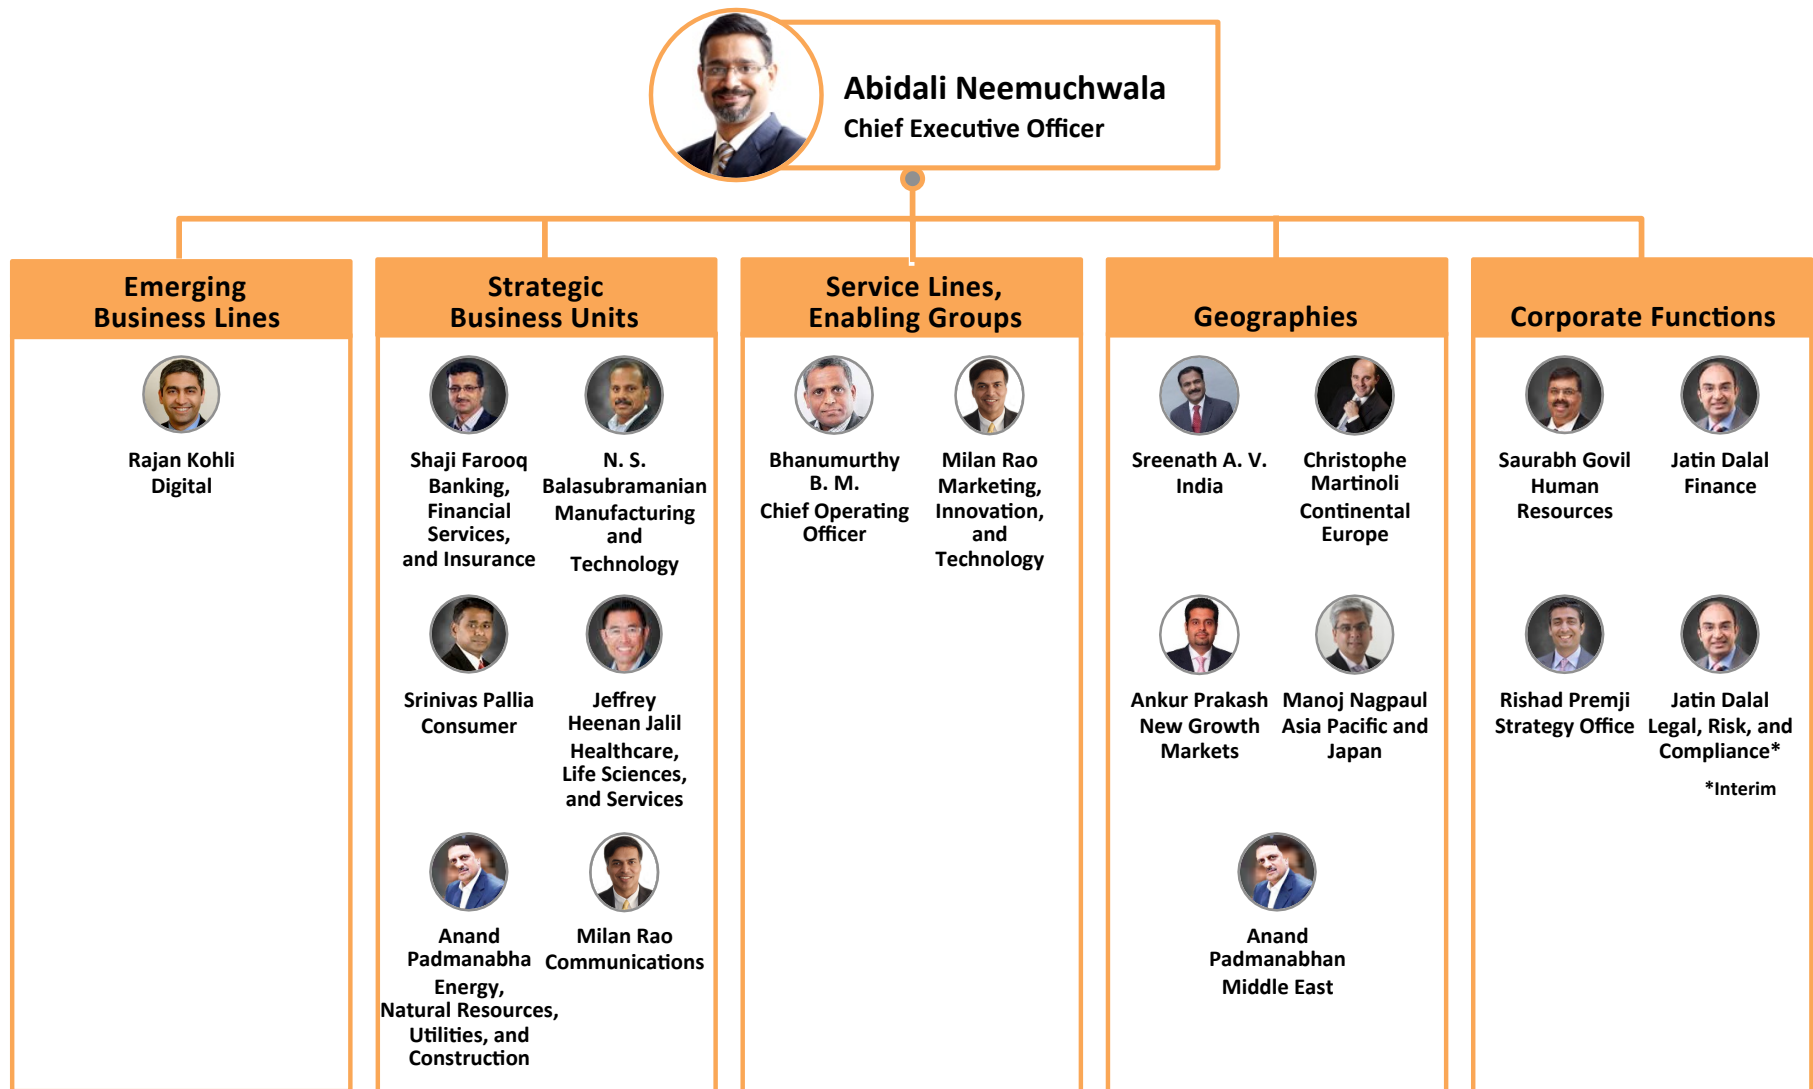 Abidali Neemuchwala
Chief Executive Officer
Emerging
Business Lines
Rajan Kohli
Digital
Strategic
Business Units
Shaji Farooq
Banking,
Financial
Services,
and Insurance
N. S.
Balasubramanian
Manufacturing
and
Technology
Srinivas Pallia
Consumer
Jeffrey
Heenan Jalil
Healthcare,
Life Sciences,
and Services
Anand
Padmanabha
Energy,
Natural Resources,
Utilities, and
Construction
Milan Rao
Communications
Service Lines,
Enabling Groups
Bhanumurthy
B. M.
Chief Operating
Officer
Milan Rao
Marketing,
Innovation,
and
Technology
Geographies
Sreenath A. V.
India
Christophe
Martinoli
Continental
Europe
Ankur Prakash
New Growth
Markets
Manoj Nagpaul
Asia Pacific and
Japan
Anand
Padmanabhan
Middle East
Corporate Functions
Saurabh Govil
Human
Resources
Jatin Dalal
Finance
Rishad Premji
Strategy Office
Jatin Dalal
Legal, Risk, and
Compliance*
*Interim